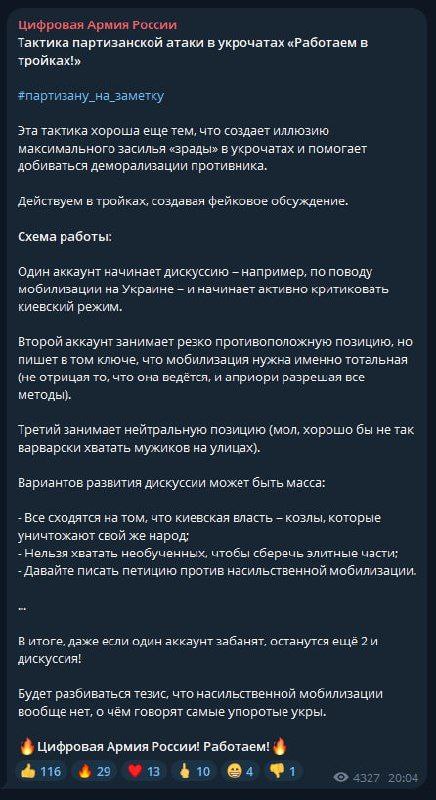 Цифровая Армия России
Тактика партизанской атаки в укрочатах «Работаем в
тройках!»
#партизану_на_заметку
Эта тактика хороша еще тем, что создает иллюзию
максимального засилья «зрады» в укрочатах и помогает
добиваться деморализации противника.
Действуем в тройках, создавая фейковое обсуждение.
Схема работы:
Один аккаунт начинает дискуссию – например, по поводу
мобилизации на Украине – и начинает активно критиковать
киевский режим.
Второй аккаунт занимает резко противоположную позицию, но
пишет в том ключе, что мобилизация нужна именно тотальная
(не отрицая то, что она ведётся, и априори разрешая все
методы).
Третий занимает нейтральную позицию (мол, хорошо бы не так
варварски хватать мужиков на улицах).
Вариантов развития дискуссии может быть масса:
- Все сходятся на том, что киевская власть – козлы, которые
уничтожают свой же народ;
- Нельзя хватать необученных, чтобы сберечь элитные части;
- Давайте писать петицию против насильственной мобилизации.
...
В итоге, даже если один аккаунт забанят, останутся ещё 2 и
дискуссия!
Будет разбиваться тезис, что насильственной мобилизации
вообще нет, о чём говорят самые упоротые укры.
🔥Цифровая Армия России! Работаем!🔥
👍 116 🔥 29 ❤️ 13 🖕 10 😁 4 👎 1 4327 20:04